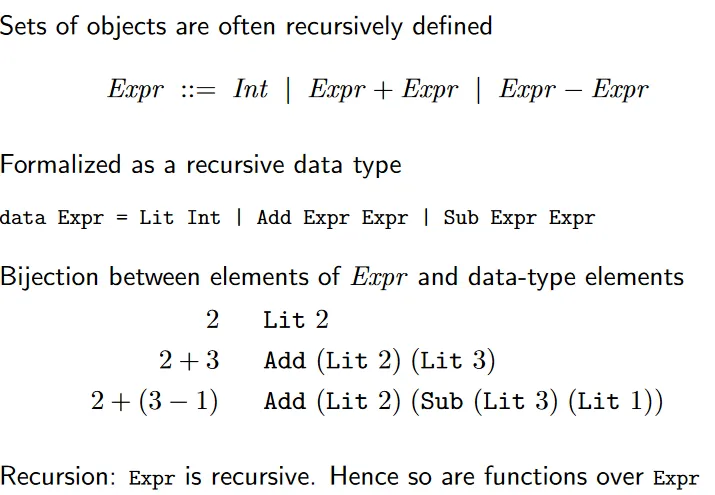 Sets of objects are often recursively defined
Expr ::= Int | Expr + Expr | Expr − Expr
Formalized as a recursive data type
data Expr = Lit Int | Add Expr Expr | Sub Expr Expr
Bijection between elements of Expr and data-type elements
2 Lit 2
2 + 3 Add (Lit 2) (Lit 3)
2 + (3 − 1) Add (Lit 2) (Sub (Lit 3) (Lit 1))
Recursion: Expr is recursive. Hence so are functions over Expr